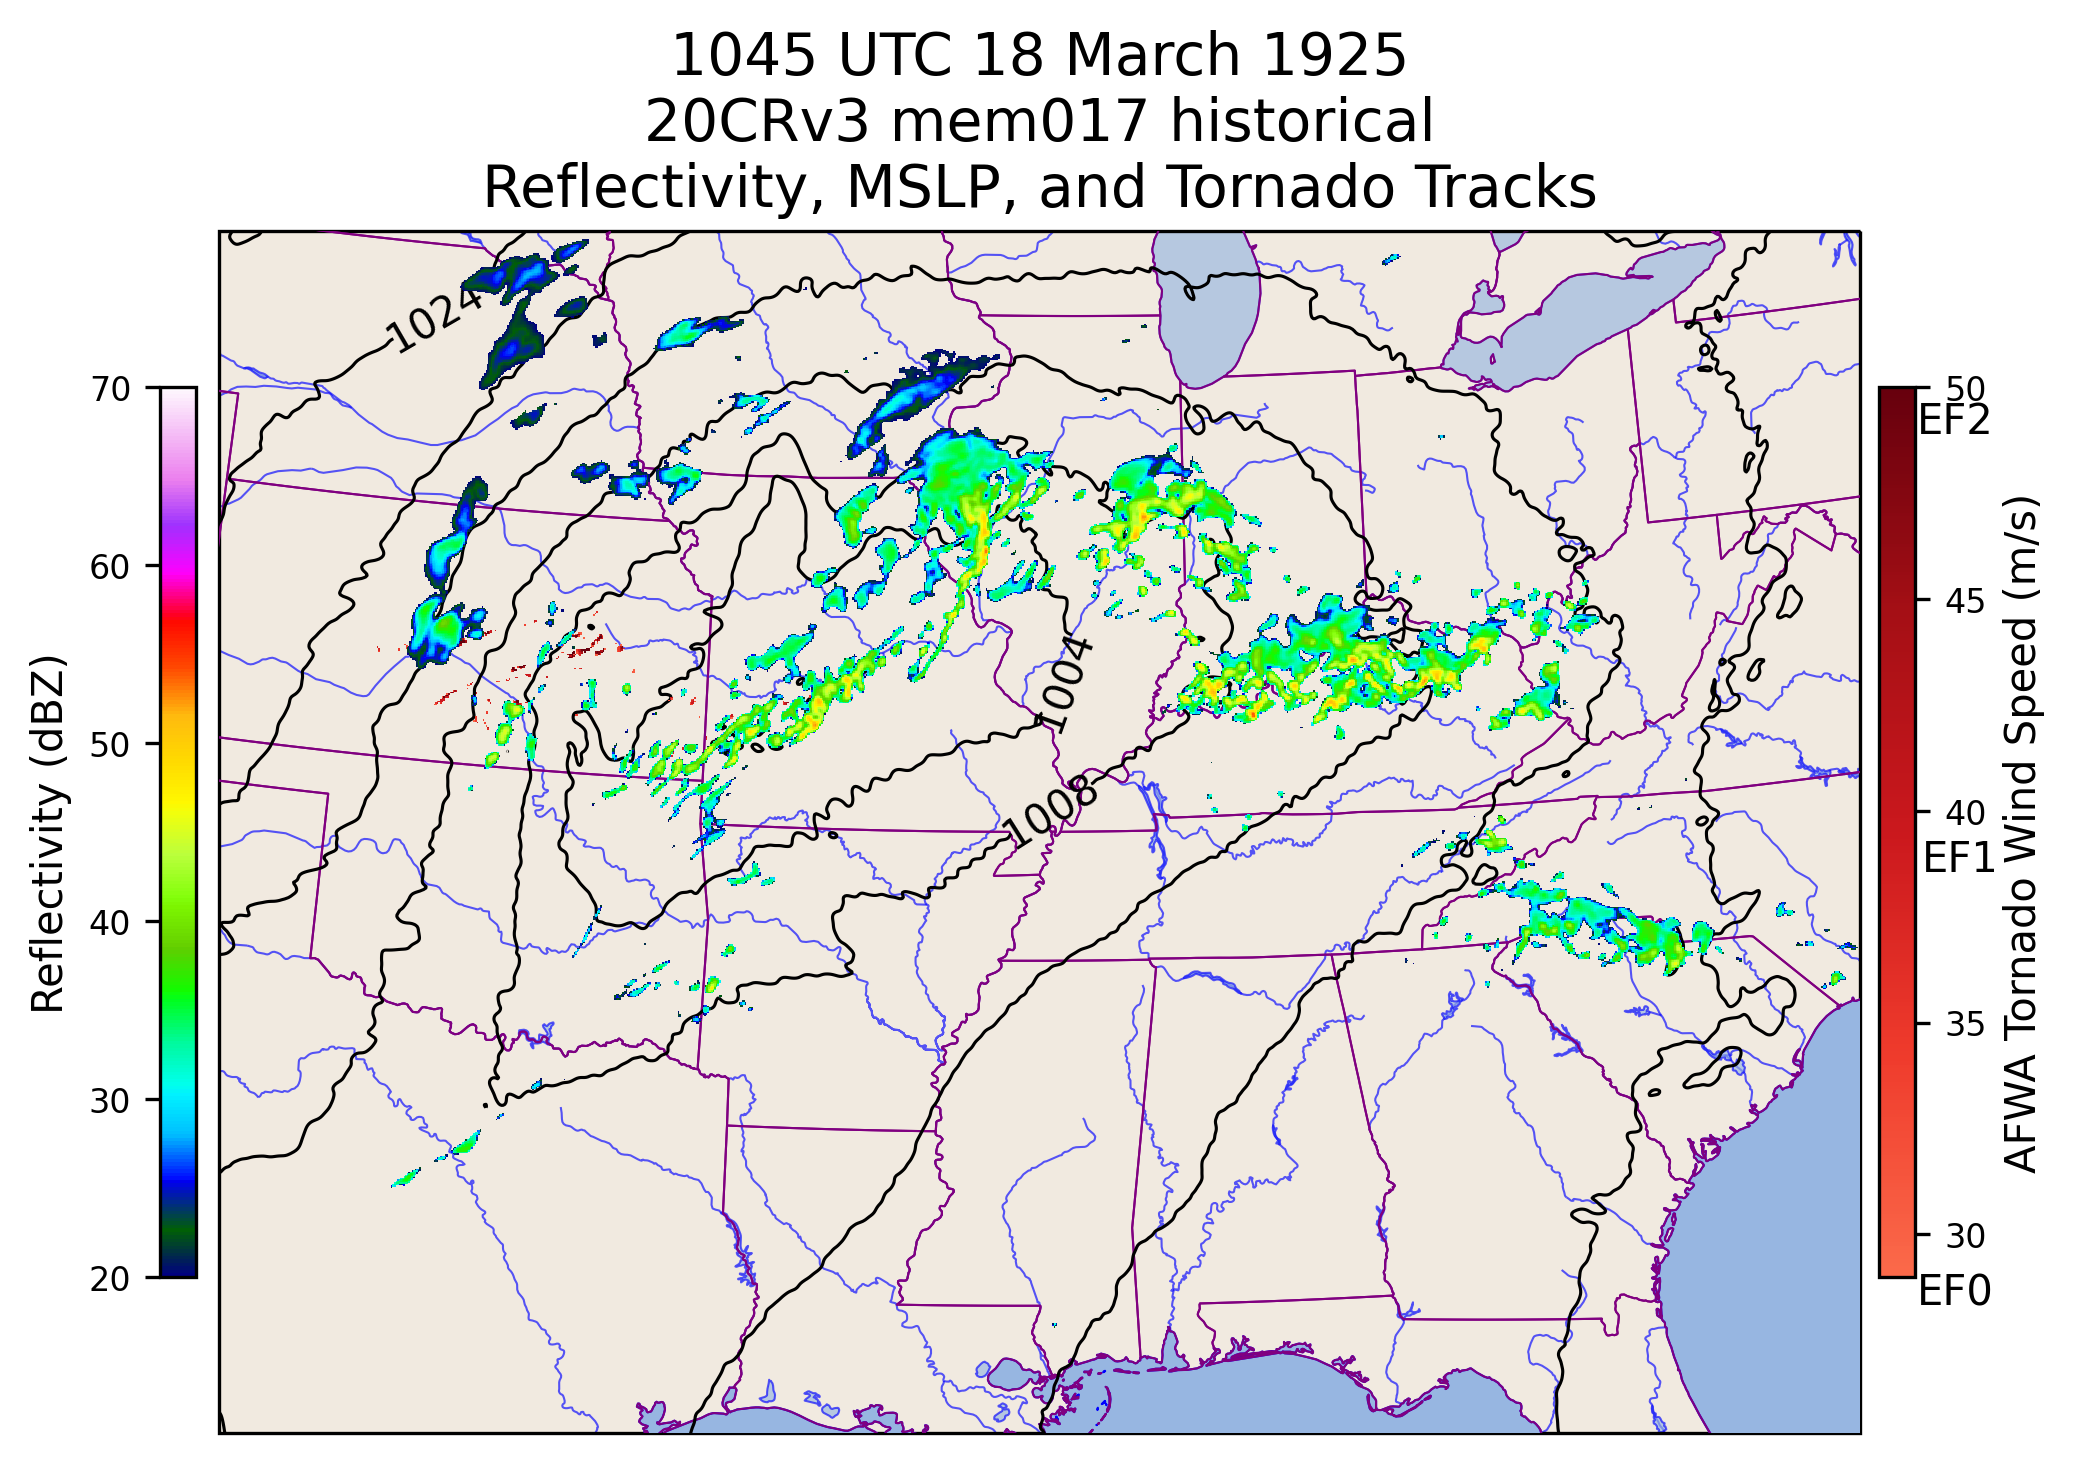 1045 UTC 18 March 1925
20CRv3 mem017 historical
Reflectivity, MSLP, and Tornado Tracks
1024
1004
1008
70
60
50
40
30
20
Reflectivity (dBZ)
50
EF2
45
40
EF1
35
30
EF0
AFWA Tornado Wind Speed (m/s)